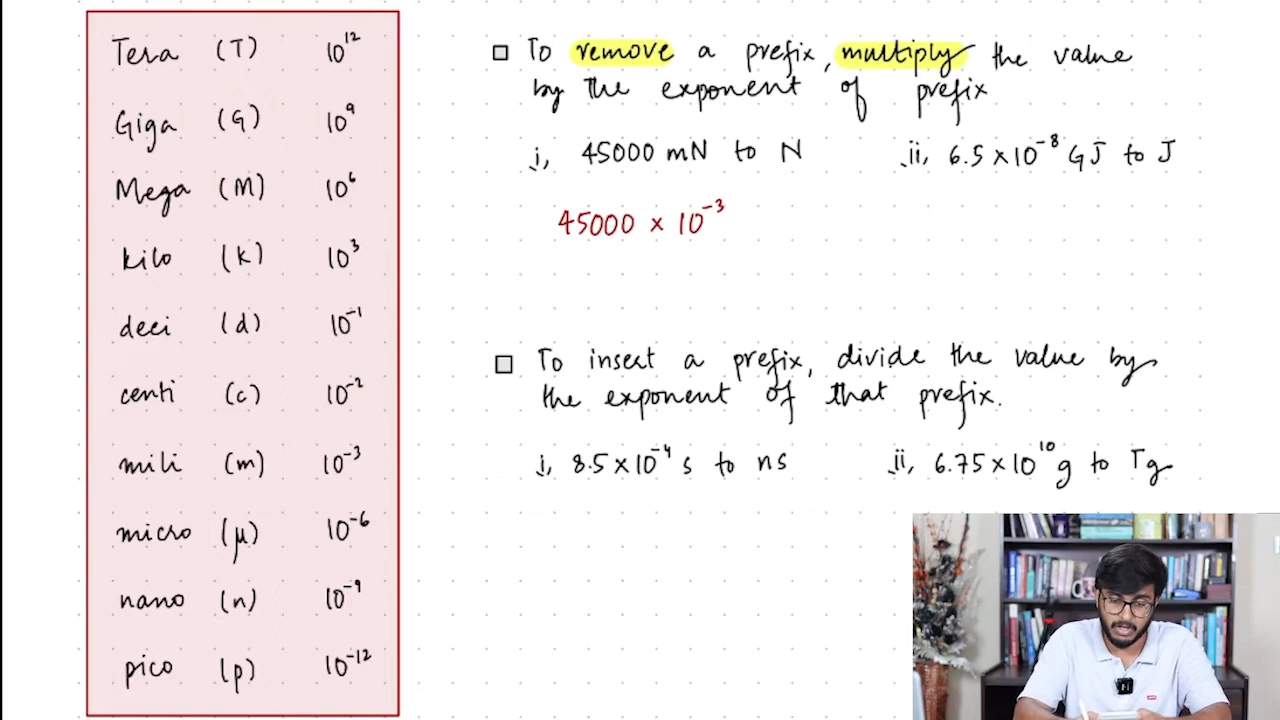 Tera (T) 10¹²
Giga (G) 10⁹
Mega (M) 10⁶
kilo (k) 10³
deci (d) 10⁻¹
centi (c) 10⁻²
mili (m) 10⁻³
micro (μ) 10⁻⁶
nano (n) 10⁻⁹
pico (p) 10⁻¹²
To remove a prefix, multiply the value
by the exponent of prefix
i, 45000 mN to N
ii, 6.5 × 10⁻⁸ GJ to J
45000 × 10⁻³
To insert a prefix, divide the value by
the exponent of that prefix.
i, 8.5 × 10⁻⁴ s to ns
ii, 6.75 × 10¹⁰ g to Tg